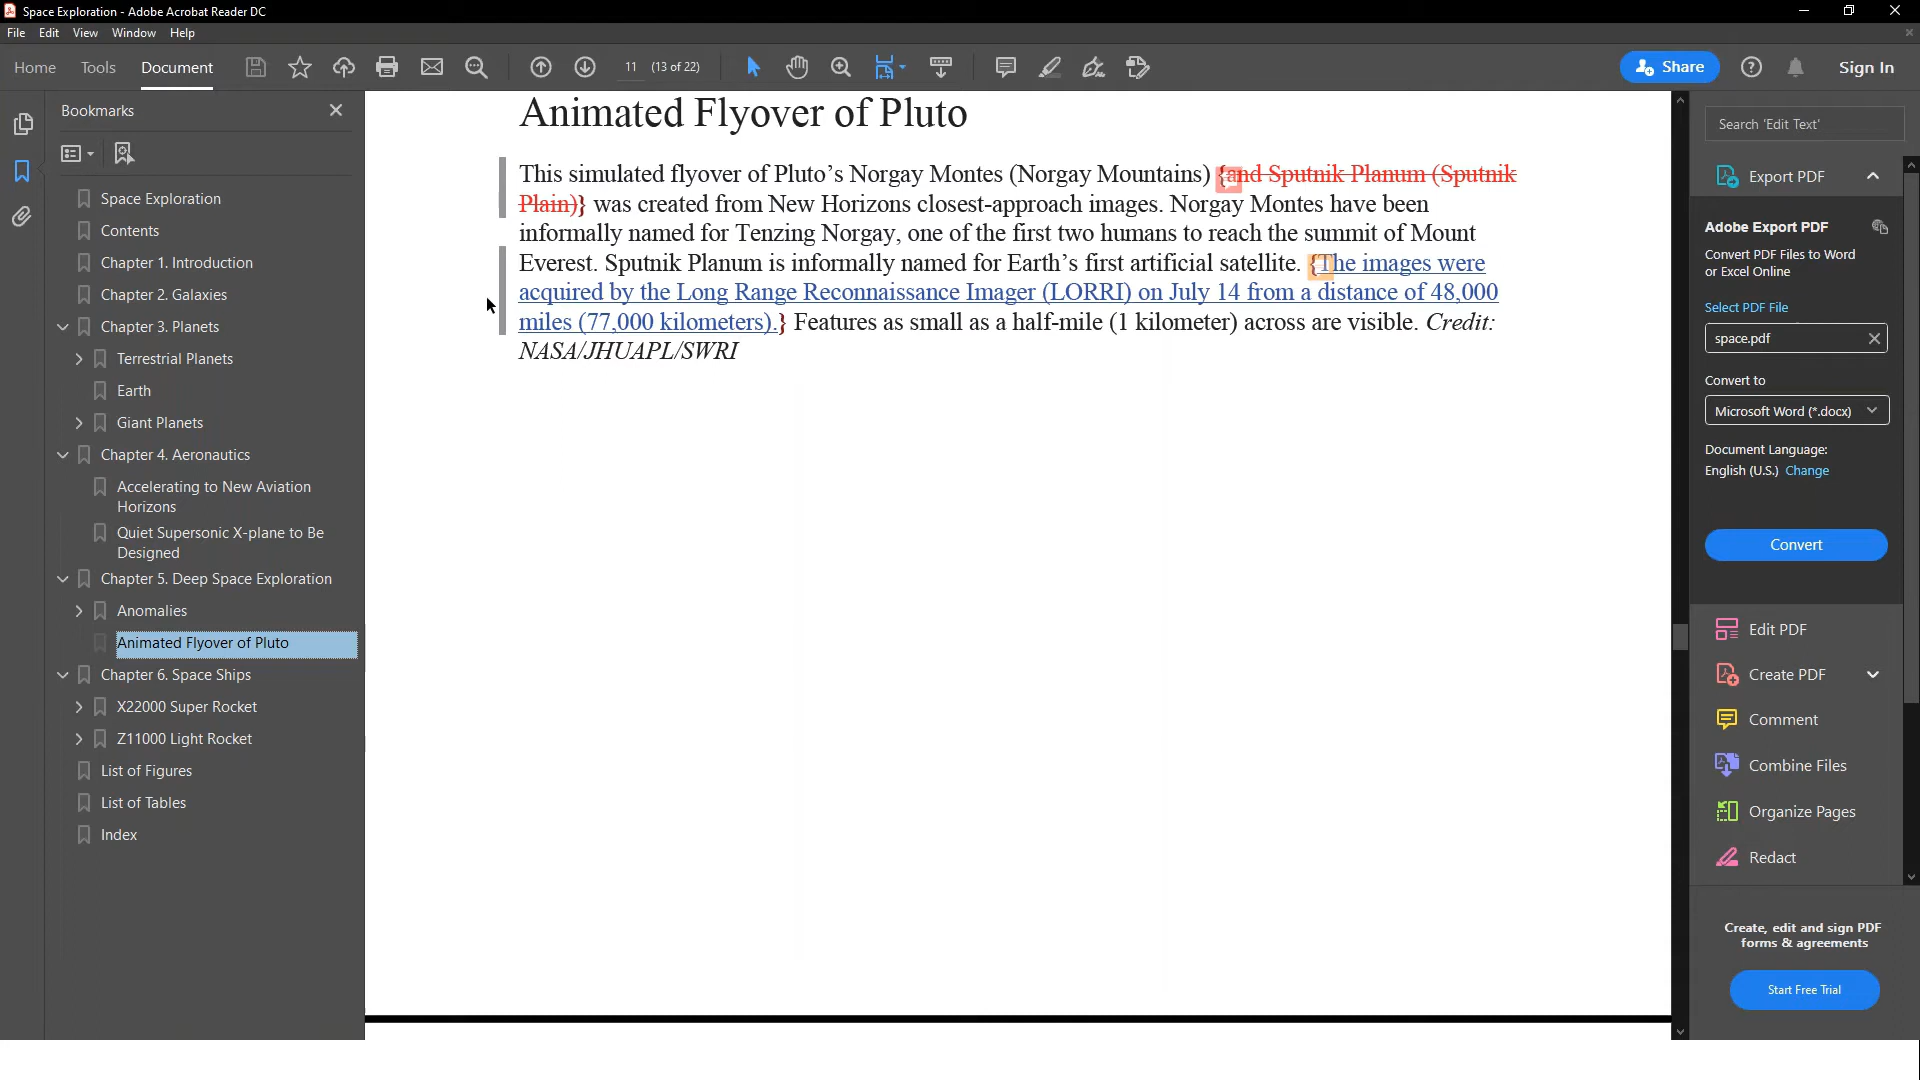 Space Exploration - Adobe Acrobat Reader DC
File Edit View Window Help
Home Tools Document 11 (13 of 22) Share Sign In
Bookmarks
Space Exploration
Contents
Chapter 1. Introduction
Chapter 2. Galaxies
Chapter 3. Planets
Terrestrial Planets
Earth
Giant Planets
Chapter 4. Aeronautics
Accelerating to New Aviation
Horizons
Quiet Supersonic X-plane to Be
Designed
Chapter 5. Deep Space Exploration
Anomalies
Animated Flyover of Pluto
Chapter 6. Space Ships
X22000 Super Rocket
Z11000 Light Rocket
List of Figures
List of Tables
Index
Animated Flyover of Pluto
This simulated flyover of Pluto’s Norgay Montes (Norgay Mountains) {and Sputnik Planum (Sputnik
Plain)} was created from New Horizons closest-approach images. Norgay Montes have been
informally named for Tenzing Norgay, one of the first two humans to reach the summit of Mount
Everest. Sputnik Planum is informally named for Earth’s first artificial satellite. {The images were
acquired by the Long Range Reconnaissance Imager (LORRI) on July 14 from a distance of 48,000
miles (77,000 kilometers).} Features as small as a half-mile (1 kilometer) across are visible. Credit:
NASA/JHUAPL/SWRI
Search 'Edit Text'
Export PDF
Adobe Export PDF
Convert PDF Files to Word
or Excel Online
Select PDF File
space.pdf
Convert to
Microsoft Word (*.docx)
Document Language:
English (U.S.) Change
Convert
Edit PDF
Create PDF
Comment
Combine Files
Organize Pages
Redact
Create, edit and sign PDF
forms & agreements
Start Free Trial